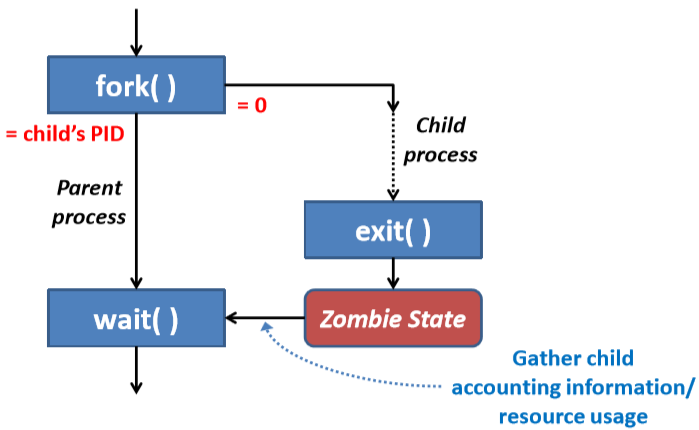 fork( )
= 0
= child's PID
Child
process
Parent
process
exit( )
wait( )
Zombie State
Gather child
accounting information/
resource usage